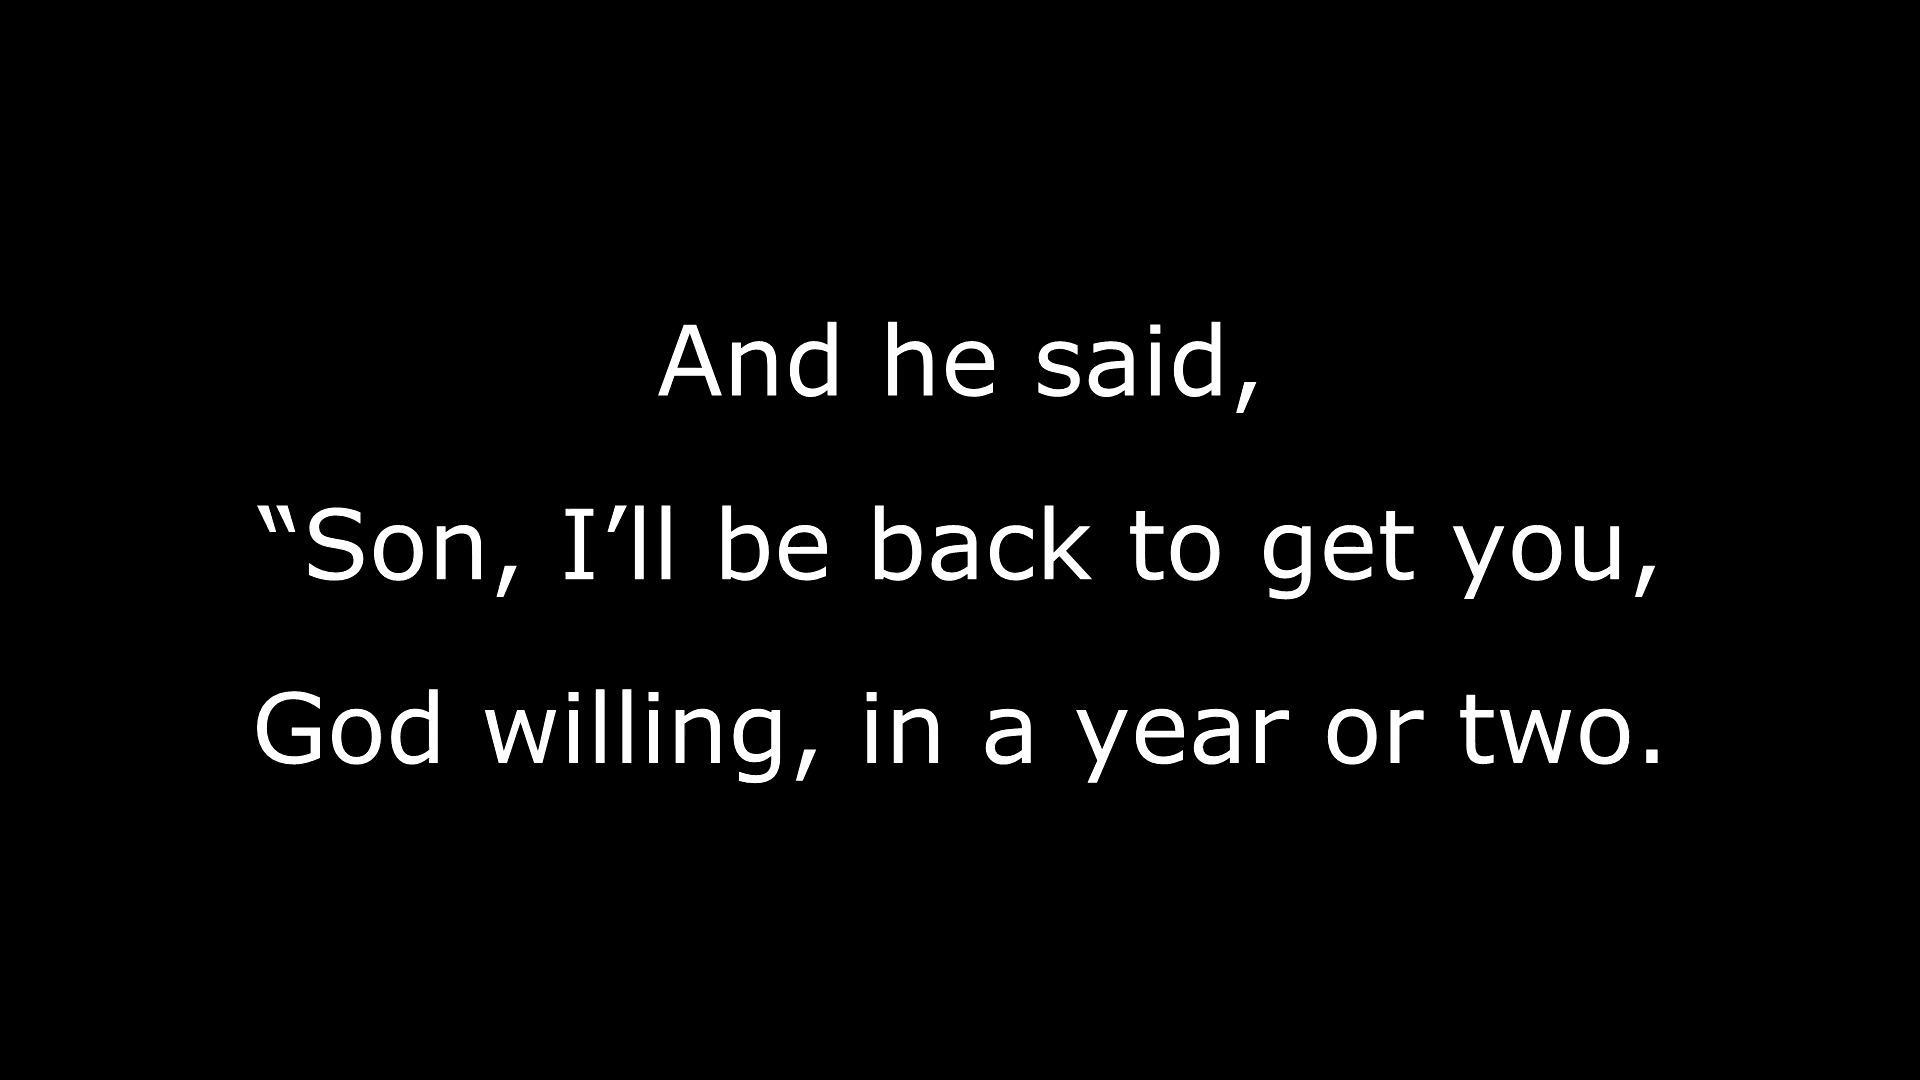 And he said,
“Son, I’ll be back to get you,
God willing, in a year or two.